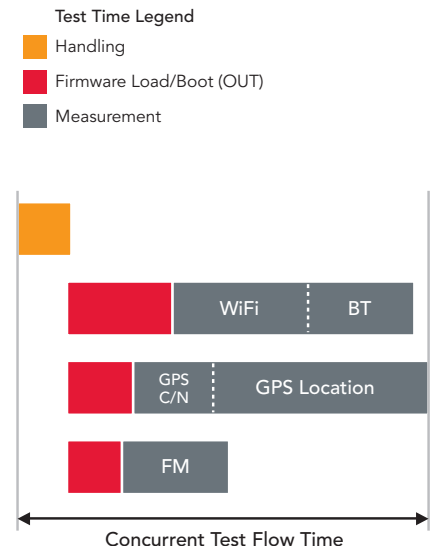 Test Time Legend
Handling
Firmware Load/Boot (OUT)
Measurement
WiFi
BT
GPS
C/N
GPS Location
FM
Concurrent Test Flow Time